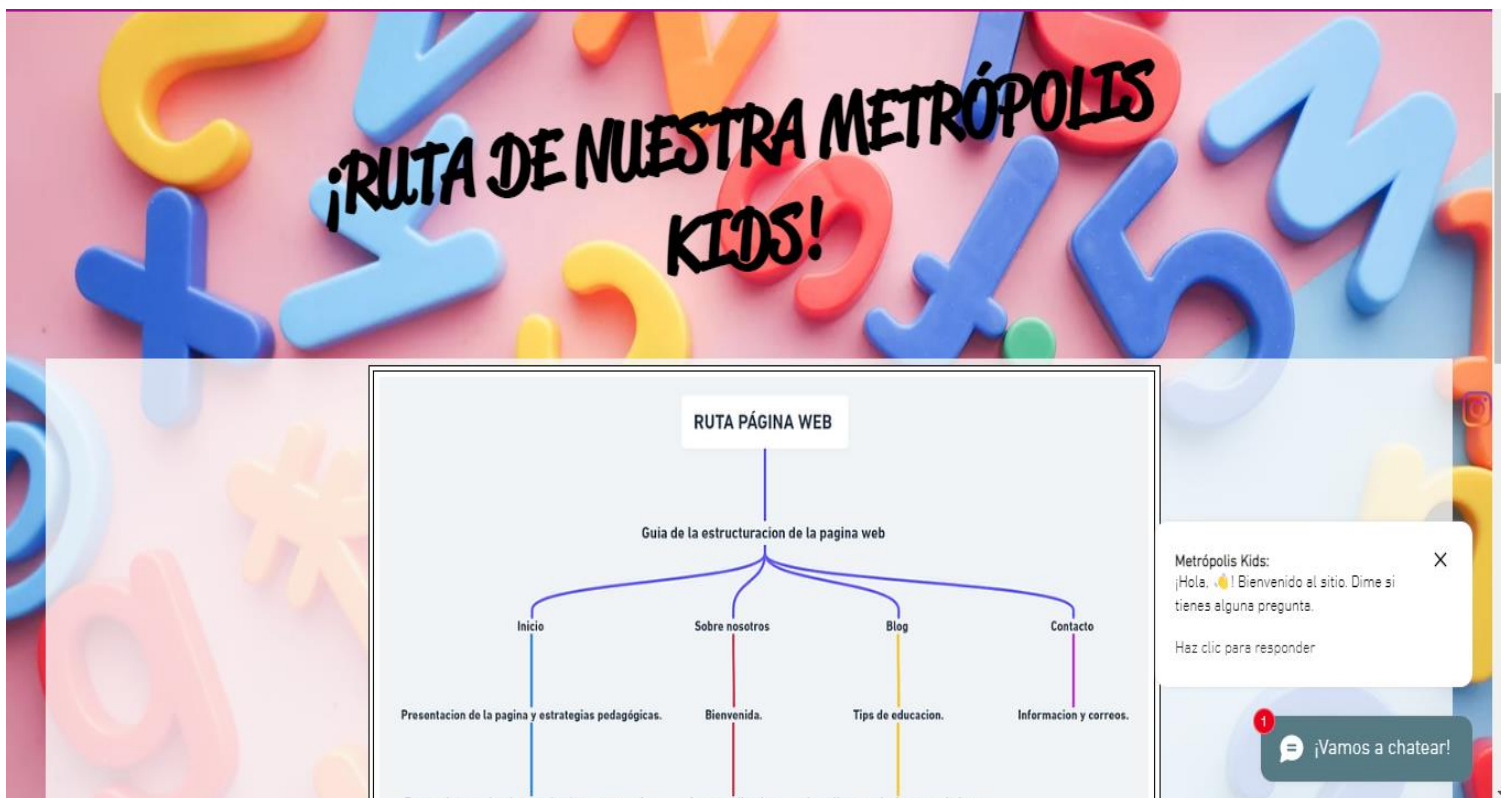 ¡RUTA DE NUESTRA METRÓPOLIS
KIDS!
RUTA PÁGINA WEB
Guia de la estructuracion de la pagina web
Inicio
Sobre nosotros
Blog
Contacto
Presentacion de la pagina y estrategias pedagógicas.
Bienvenida.
Tips de educacion.
Informacion y correos.
Metrópolis Kids:
¡Hola, 👋! Bienvenido al sitio. Dime si
tienes alguna pregunta.
Haz clic para responder
1
¡Vamos a chatear!